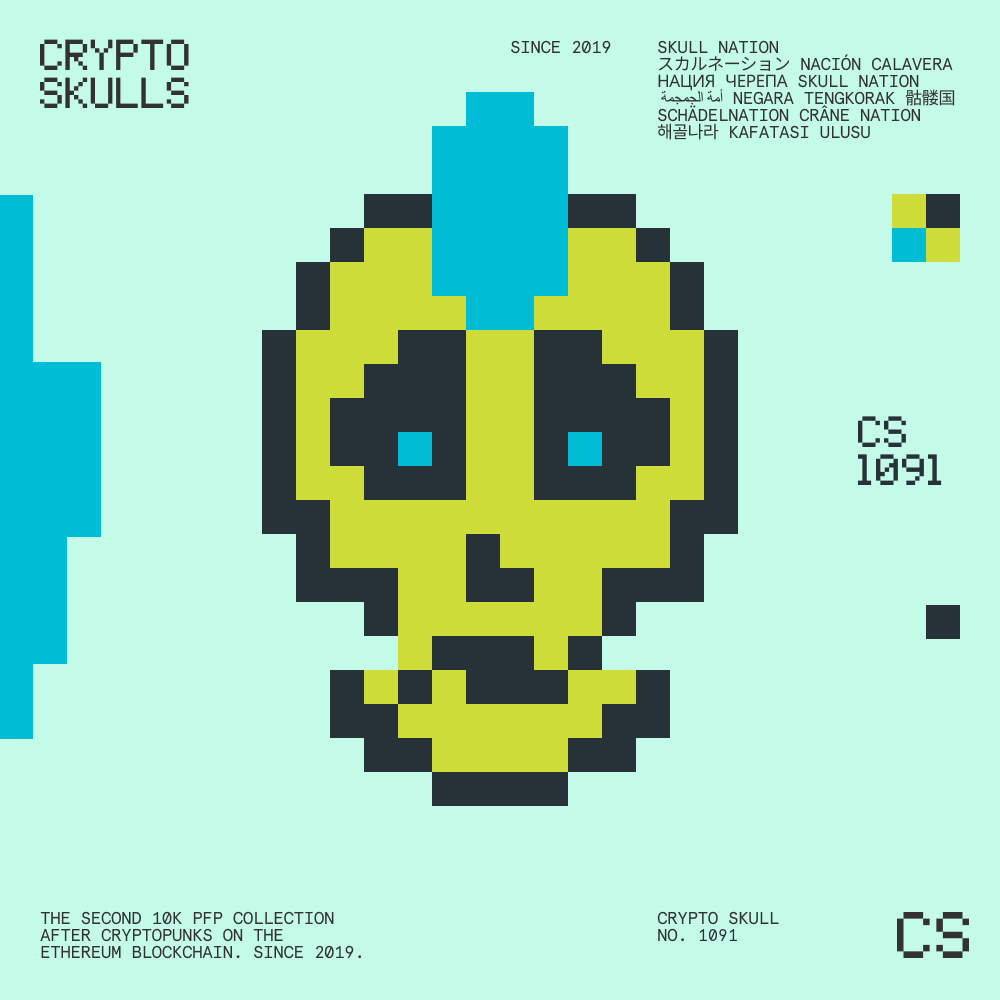 CRYPTO
SKULLS
SINCE 2019
SKULL NATION
スカルネーション NACIÓN CALAVERA
НАЦИЯ ЧЕРЕПА SKULL NATION
أمة الجمجمة NEGARA TENGKORAK 骷髅国
SCHÄDELNATION CRÂNE NATION
해골나라 KAFATASI ULUSU
CS
1091
THE SECOND 10K PFP COLLECTION
AFTER CRYPTOPUNKS ON THE
ETHEREUM BLOCKCHAIN. SINCE 2019.
CRYPTO SKULL
NO. 1091
CS